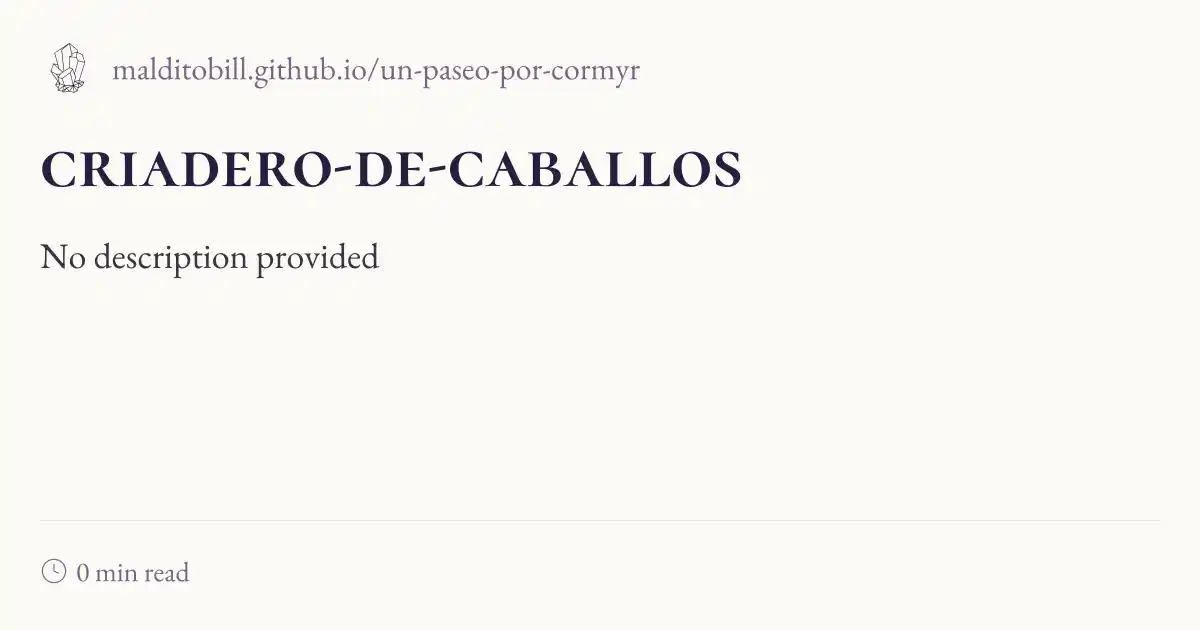 malditobill.github.io/un-paseo-por-cormyr
CRIADERO-DE-CABALLOS
No description provided
0 min read